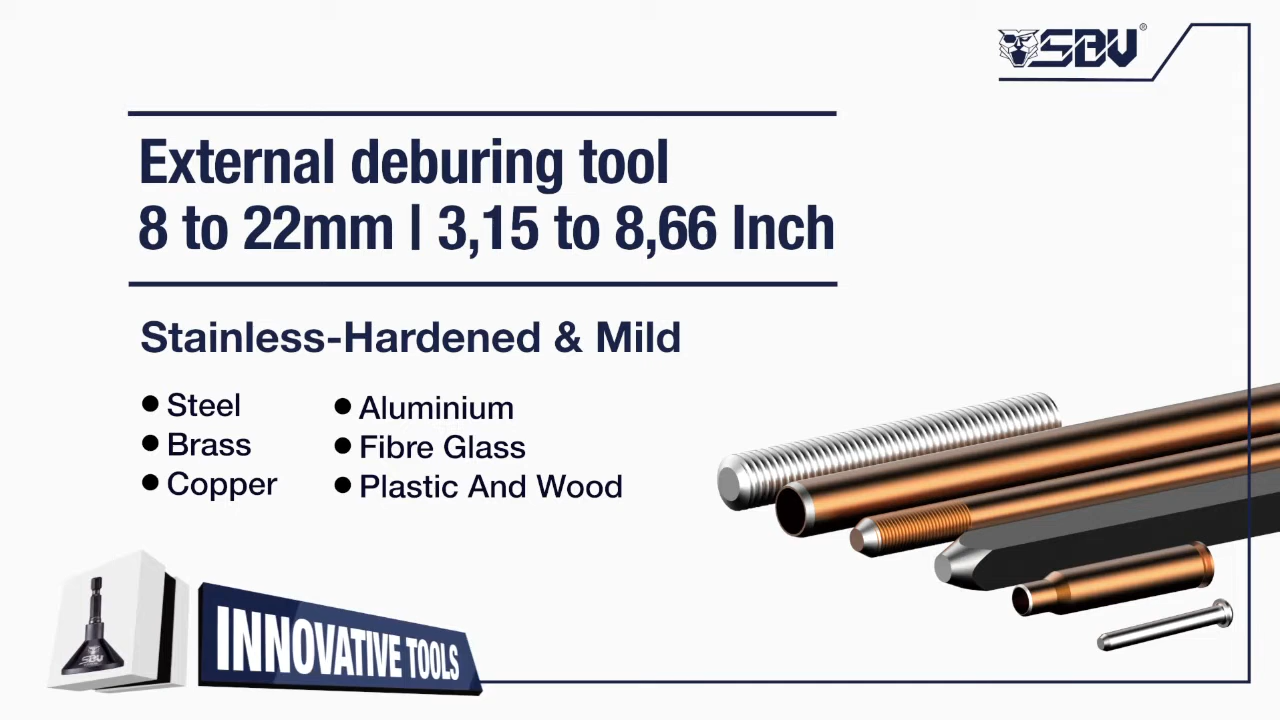 SBV®
External deburing tool
8 to 22mm | 3,15 to 8,66 Inch
Stainless-Hardened & Mild
● Steel
● Brass
● Copper
● Aluminium
● Fibre Glass
● Plastic And Wood
SBV
INNOVATIVE TOOLS